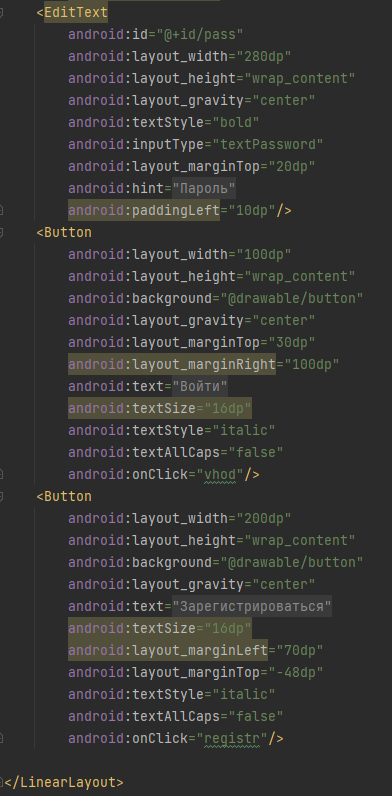 <EditText
android:id="@+id/pass"
android:layout_width="280dp"
android:layout_height="wrap_content"
android:layout_gravity="center"
android:textStyle="bold"
android:inputType="textPassword"
android:layout_marginTop="20dp"
android:hint="Пароль"
android:paddingLeft="10dp"/>
<Button
android:layout_width="100dp"
android:layout_height="wrap_content"
android:background="@drawable/button"
android:layout_gravity="center"
android:layout_marginTop="30dp"
android:layout_marginRight="100dp"
android:text="Войти"
android:textSize="16dp"
android:textStyle="italic"
android:textAllCaps="false"
android:onClick="vhod"/>
<Button
android:layout_width="200dp"
android:layout_height="wrap_content"
android:background="@drawable/button"
android:layout_gravity="center"
android:text="Зарегистрироваться"
android:textSize="16dp"
android:layout_marginLeft="70dp"
android:layout_marginTop="-48dp"
android:textStyle="italic"
android:textAllCaps="false"
android:onClick="registr"/>
</LinearLayout>